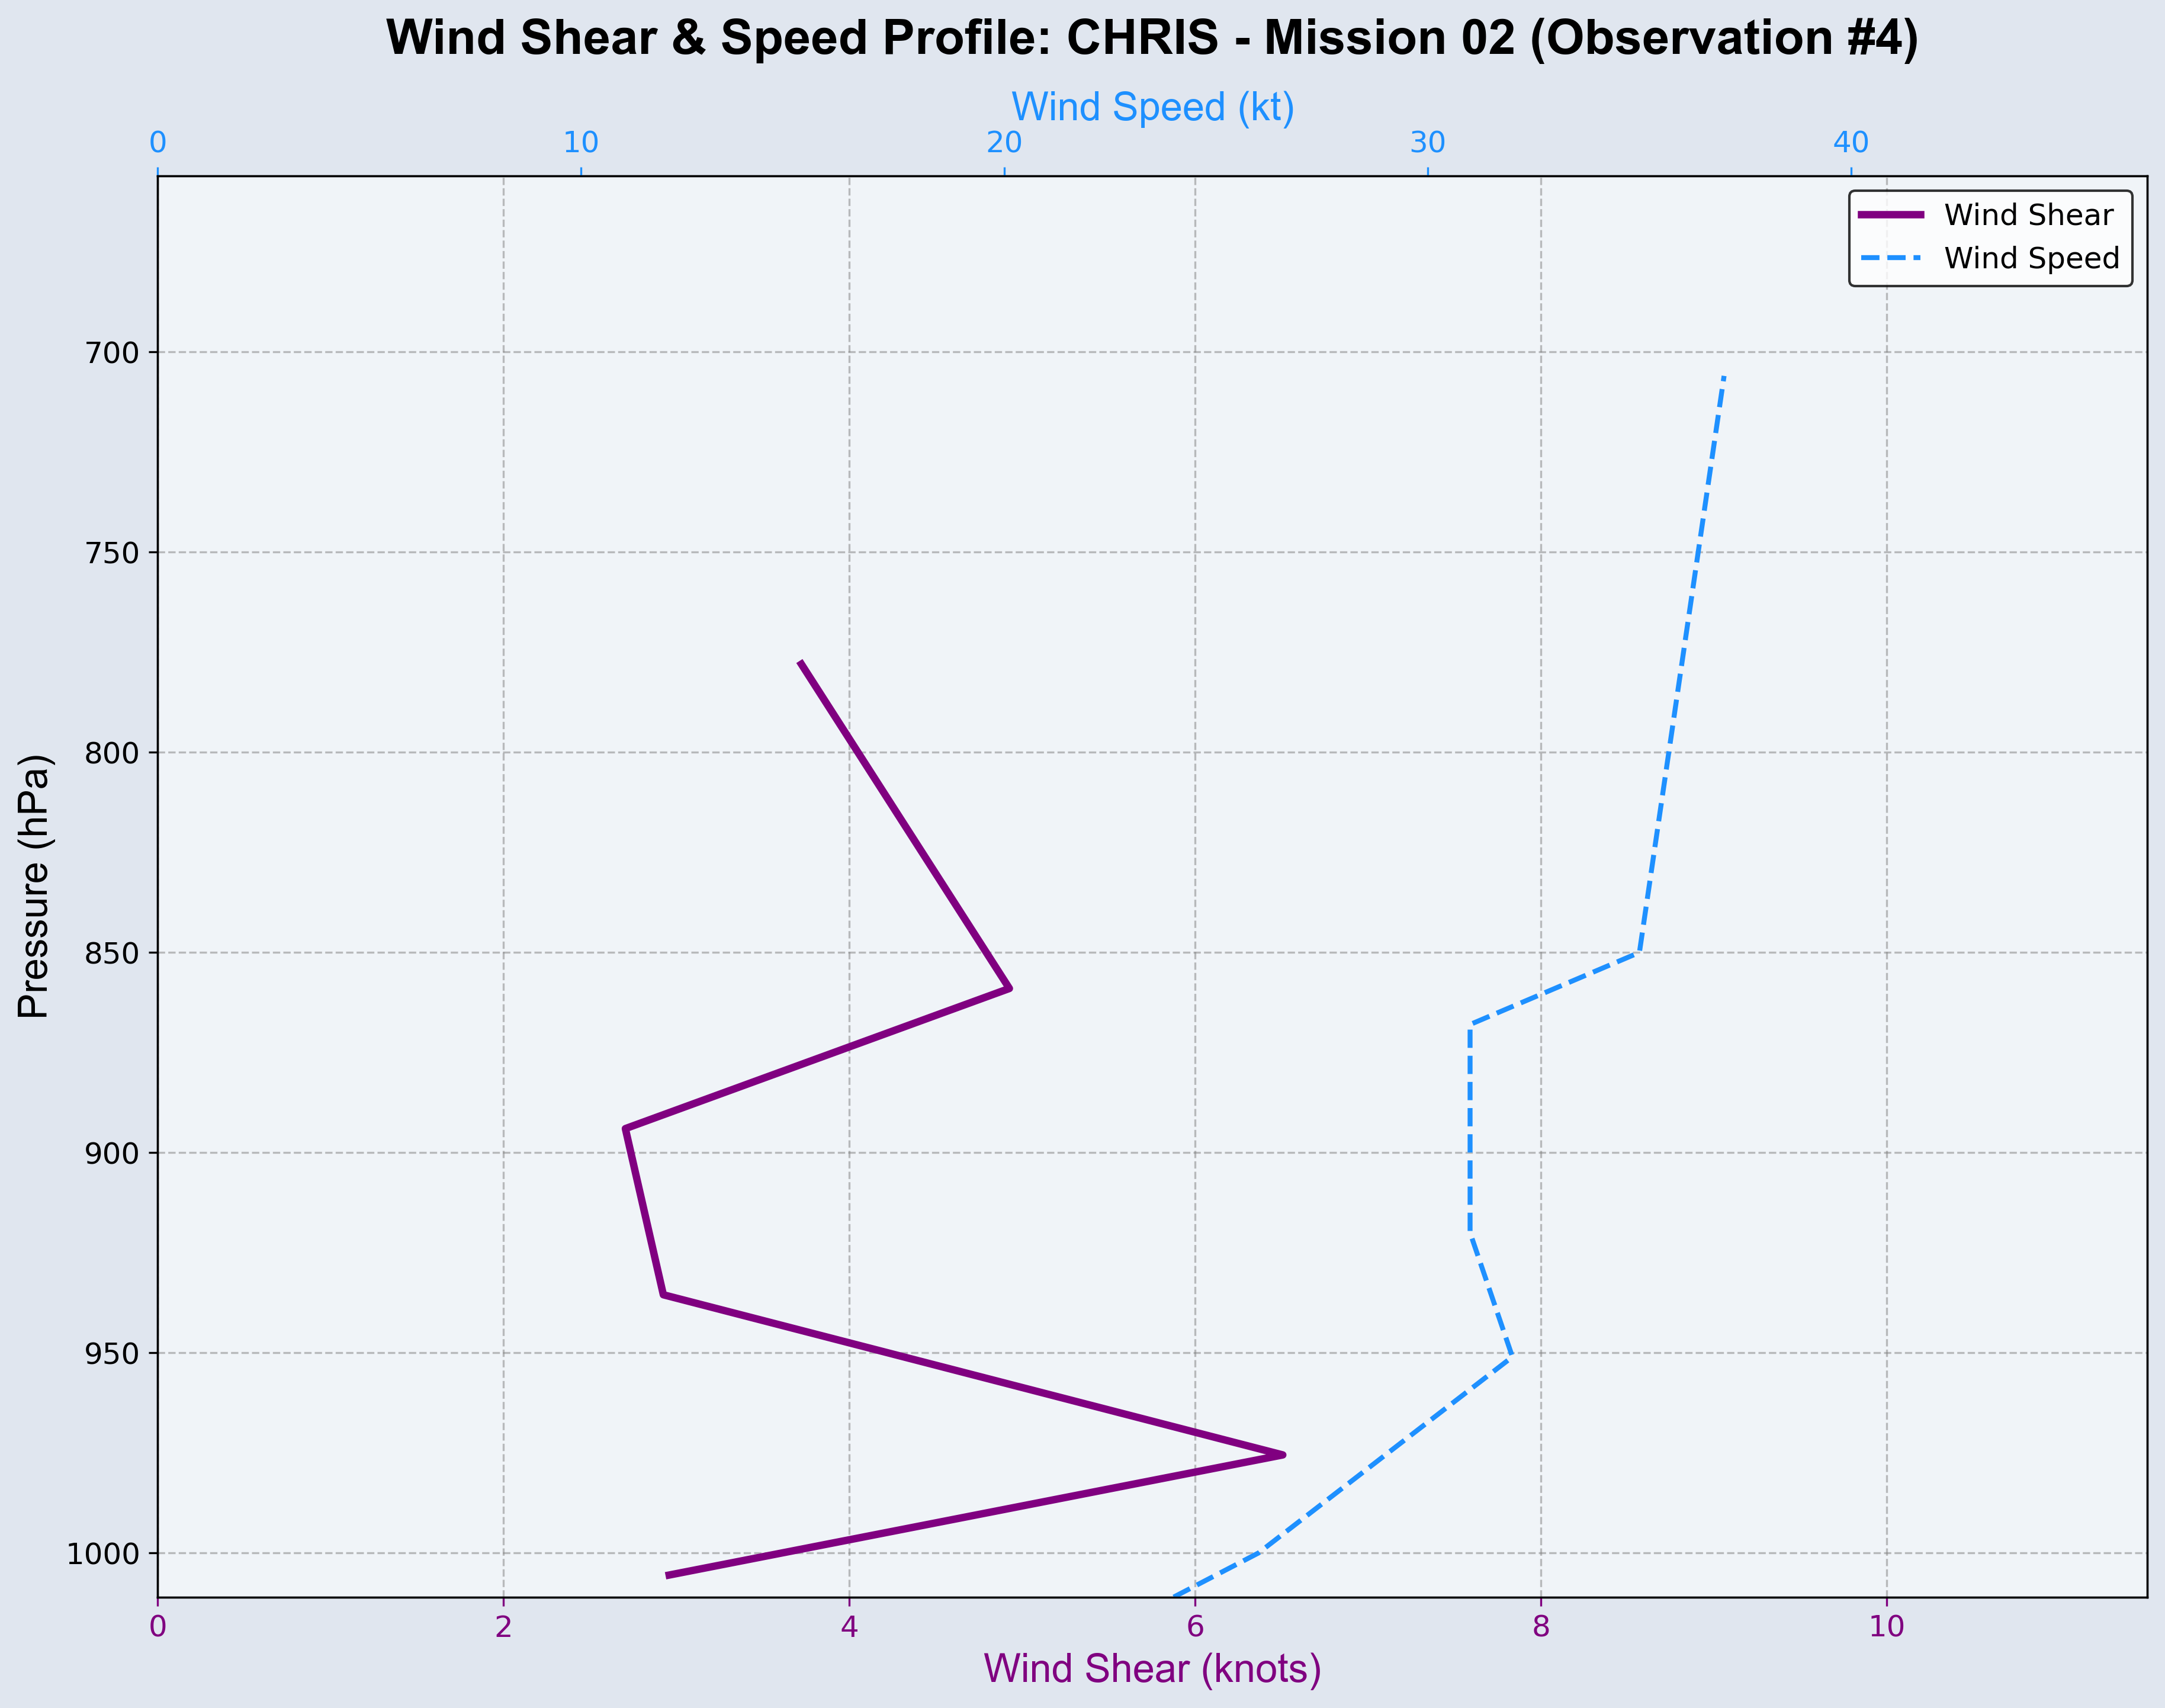 Wind Shear & Speed Profile: CHRIS - Mission 02 (Observation #4)
Wind Speed (kt)
0 10 20 30 40
Wind Shear
Wind Speed
700
750
800
850
900
950
1000
Pressure (hPa)
0 2 4 6 8 10
Wind Shear (knots)